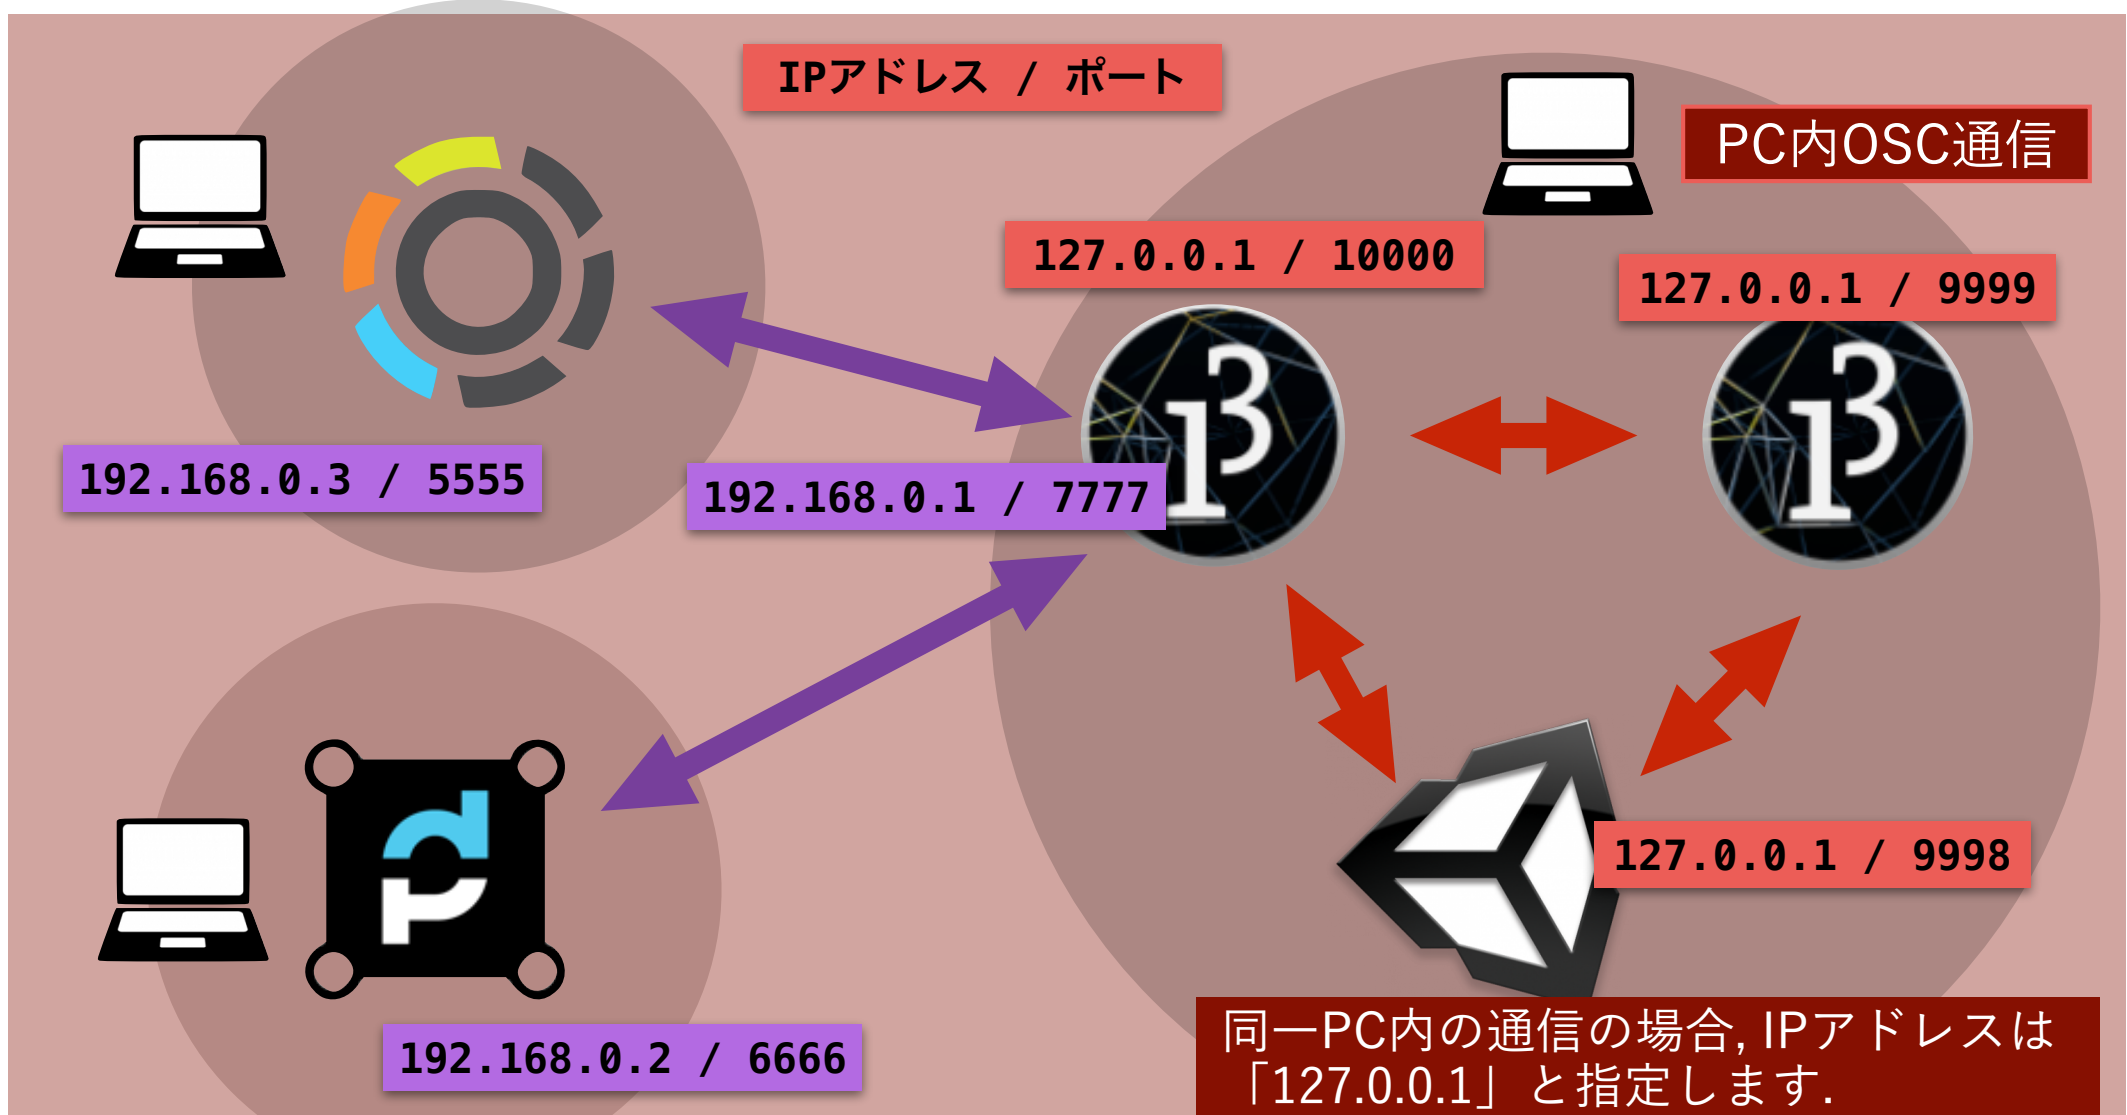 IPアドレス / ポート
PC内OSC通信
127.0.0.1 / 10000
127.0.0.1 / 9999
192.168.0.3 / 5555
192.168.0.1 / 7777
127.0.0.1 / 9998
192.168.0.2 / 6666
同一PC内の通信の場合, IPアドレスは
「127.0.0.1」と指定します.